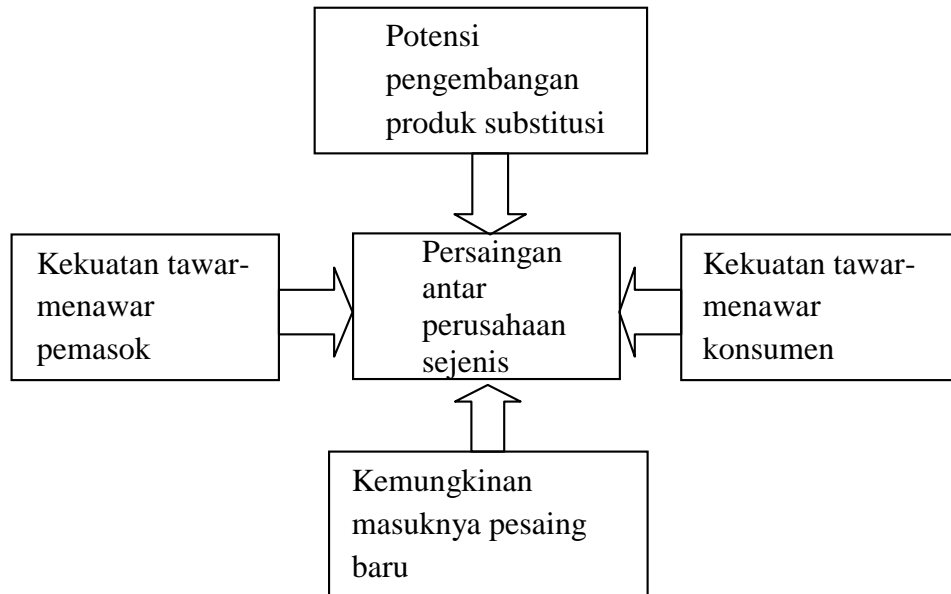 Potensi
pengembangan
produk substitusi
Kekuatan tawar-
menawar
pemasok
Persaingan
antar
perusahaan
sejenis
Kekuatan tawar-
menawar
konsumen
Kemungkinan
masuknya pesaing
baru